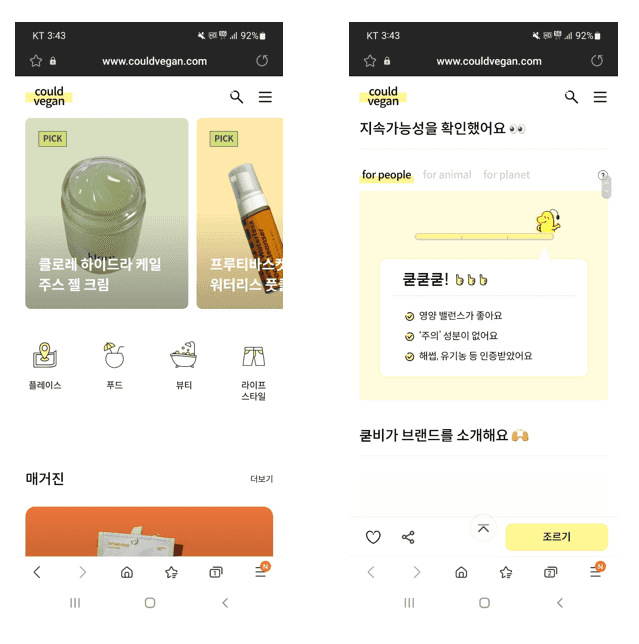 KT 3:43
92%
www.couldvegan.com
could
vegan
PICK
클로레 하이드라 케일
주스 젤 크림
PICK
프루티바스켓
워터리스 풋클
플레이스
푸드
뷰티
라이프
스타일
매거진
더보기
1
N
KT 3:43
92%
www.couldvegan.com
could
vegan
지속가능성을 확인했어요
for people
for animal
for planet
?
쿧쿧쿧!
영양 밸런스가 좋아요
'주의' 성분이 없어요
해썹, 유기농 등 인증받았어요
쿧비가 브랜드를 소개해요
조르기
2
N